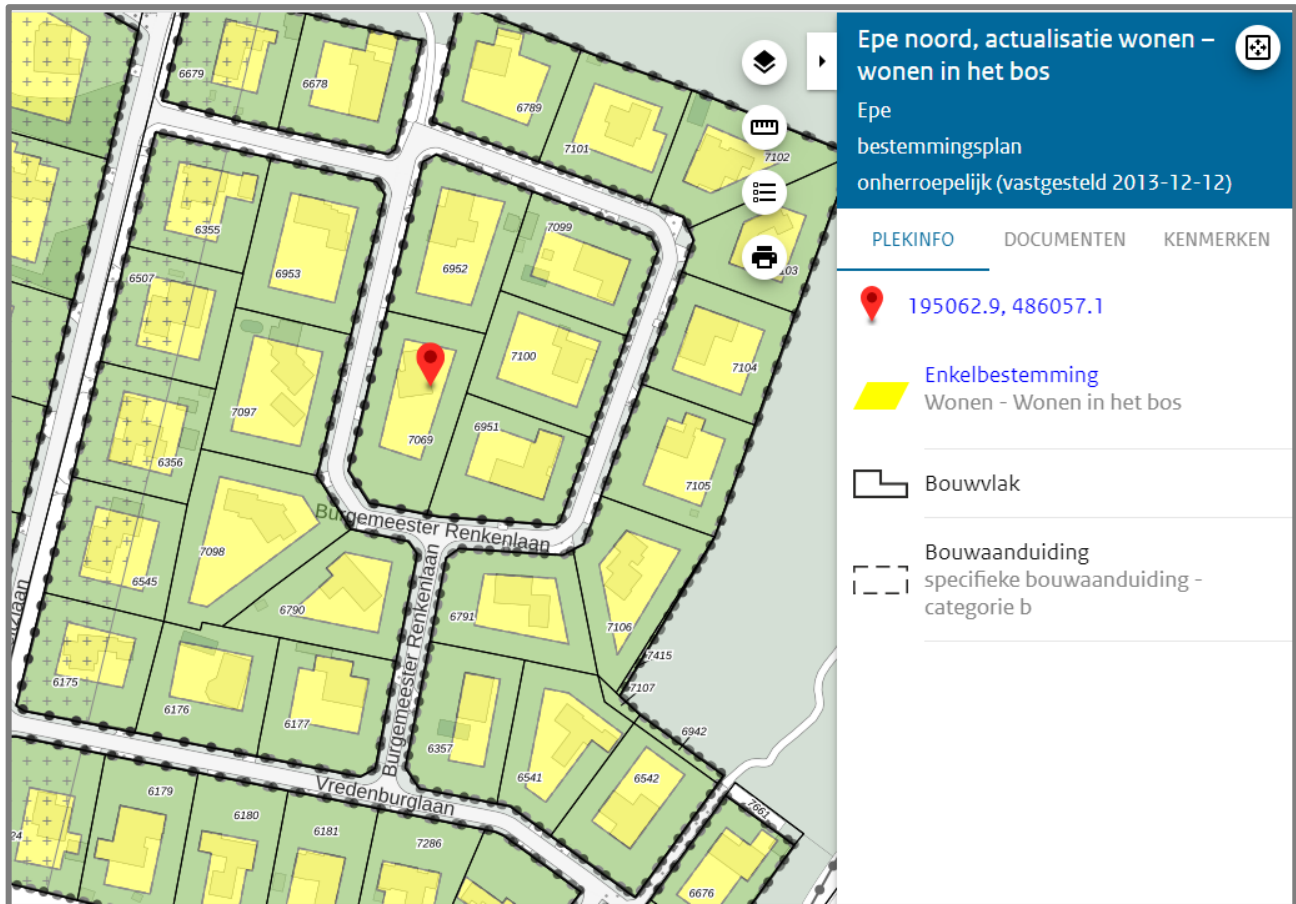 Epe noord, actualisatie wonen –
wonen in het bos
Epe
bestemmingsplan
onherroepelijk (vastgesteld 2013-12-12)
PLEKINFO DOCUMENTEN KENMERKEN
195062.9, 486057.1
Enkelbestemming
Wonen - Wonen in het bos
Bouwvlak
Bouwaanduiding
specifieke bouwaanduiding -
categorie b
6679
6678
6789
7101
7102
6355
6953
6952
7099
03
6507
7097
7100
7104
7069
6951
6356
7105
Burgemeester Renkenlaan
7098
6545
6790
Burgemeester Renkenlaan
6791
7106
7415
7107
6175
6176
6177
6357
6942
6541
6542
Vredenburglaan
6179
6180
6181
7286
7661
24
6676